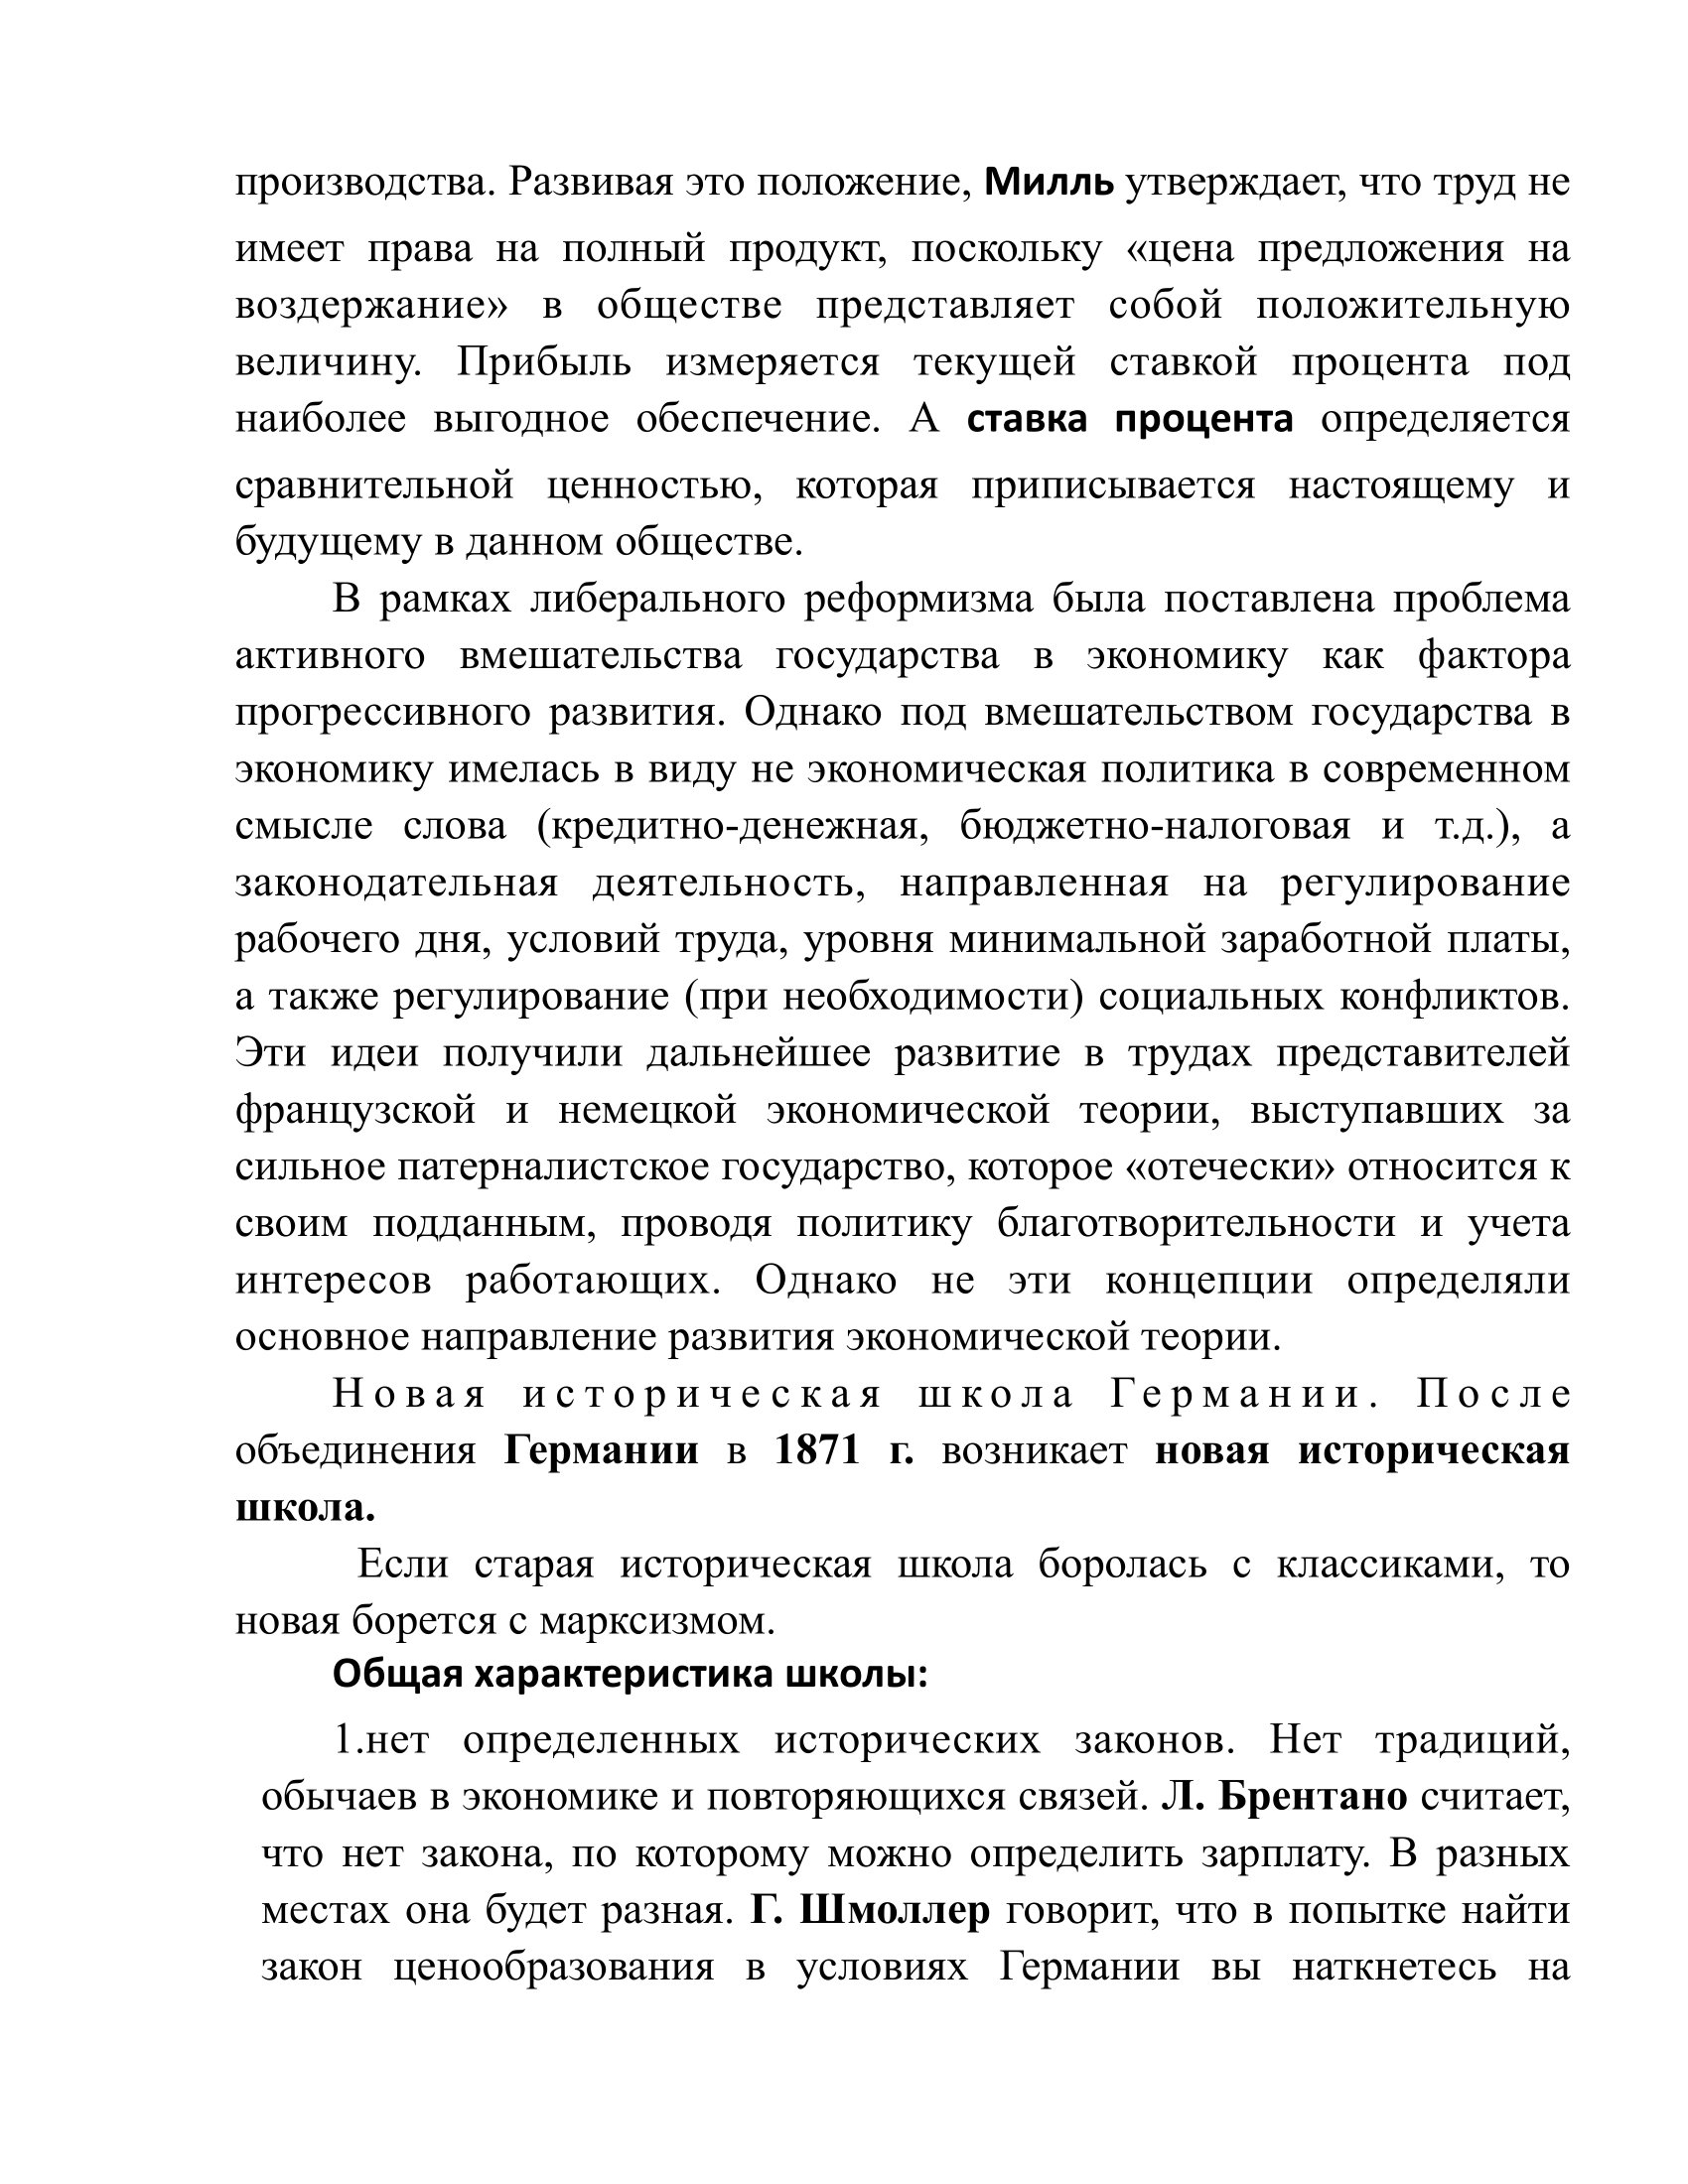 производства. Развивая это положение, Милль утверждает, что труд не
имеет права на полный продукт, поскольку «цена предложения на
воздержание» в обществе представляет собой положительную
величину. Прибыль измеряется текущей ставкой процента под
наиболее выгодное обеспечение. А ставка процента определяется
сравнительной ценностью, которая приписывается настоящему и
будущему в данном обществе.
В рамках либерального реформизма была поставлена проблема
активного вмешательства государства в экономику как фактора
прогрессивного развития. Однако под вмешательством государства в
экономику имелась в виду не экономическая политика в современном
смысле слова (кредитно-денежная, бюджетно-налоговая и т.д.), а
законодательная деятельность, направленная на регулирование
рабочего дня, условий труда, уровня минимальной заработной платы,
а также регулирование (при необходимости) социальных конфликтов.
Эти идеи получили дальнейшее развитие в трудах представителей
французской и немецкой экономической теории, выступавших за
сильное патерналистское государство, которое «отечески» относится к
своим подданным, проводя политику благотворительности и учета
интересов работающих. Однако не эти концепции определяли
основное направление развития экономической теории.
Новая историческая школа Германии. После
объединения Германии в 1871 г. возникает новая историческая
школа.
Если старая историческая школа боролась с классиками, то
новая борется с марксизмом.
Общая характеристика школы:
1.нет определенных исторических законов. Нет традиций,
обычаев в экономике и повторяющихся связей. Л. Брентано считает,
что нет закона, по которому можно определить зарплату. В разных
местах она будет разная. Г. Шмоллер говорит, что в попытке найти
закон ценообразования в условиях Германии вы наткнетесь на